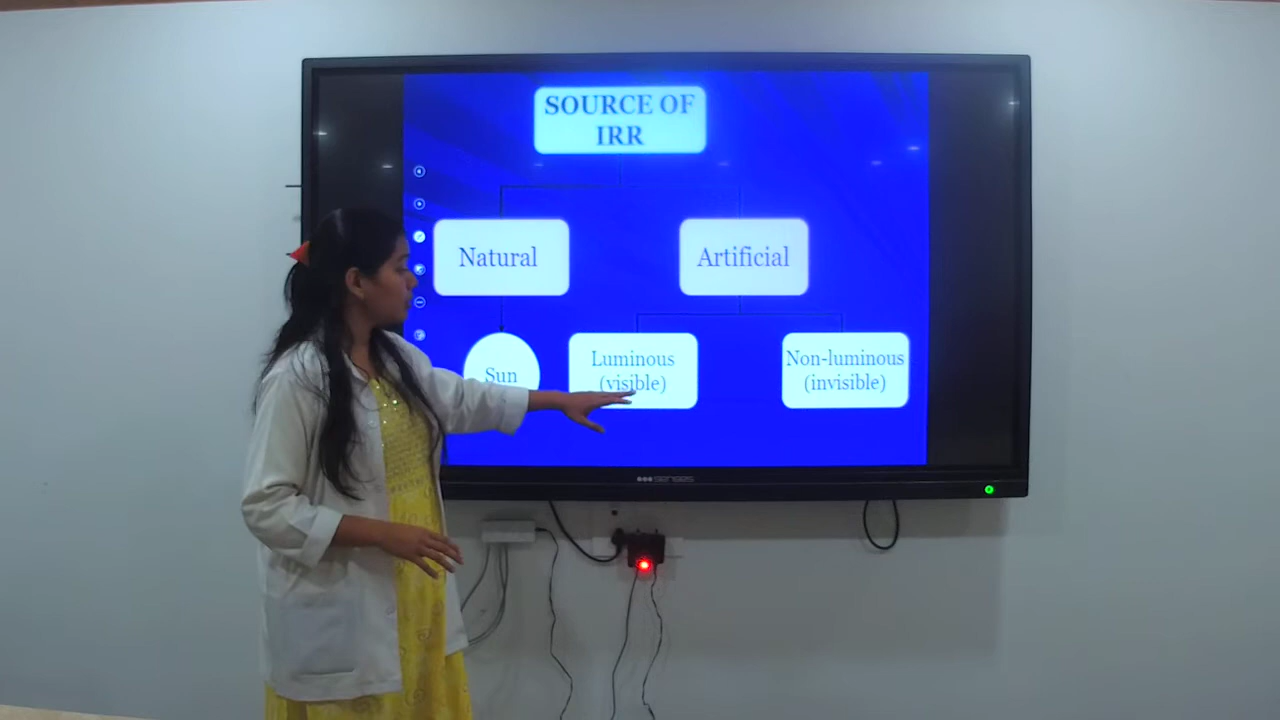 SOURCE OF
IRR
Natural
Artificial
Sun
Luminous
(visible)
Non-luminous
(invisible)